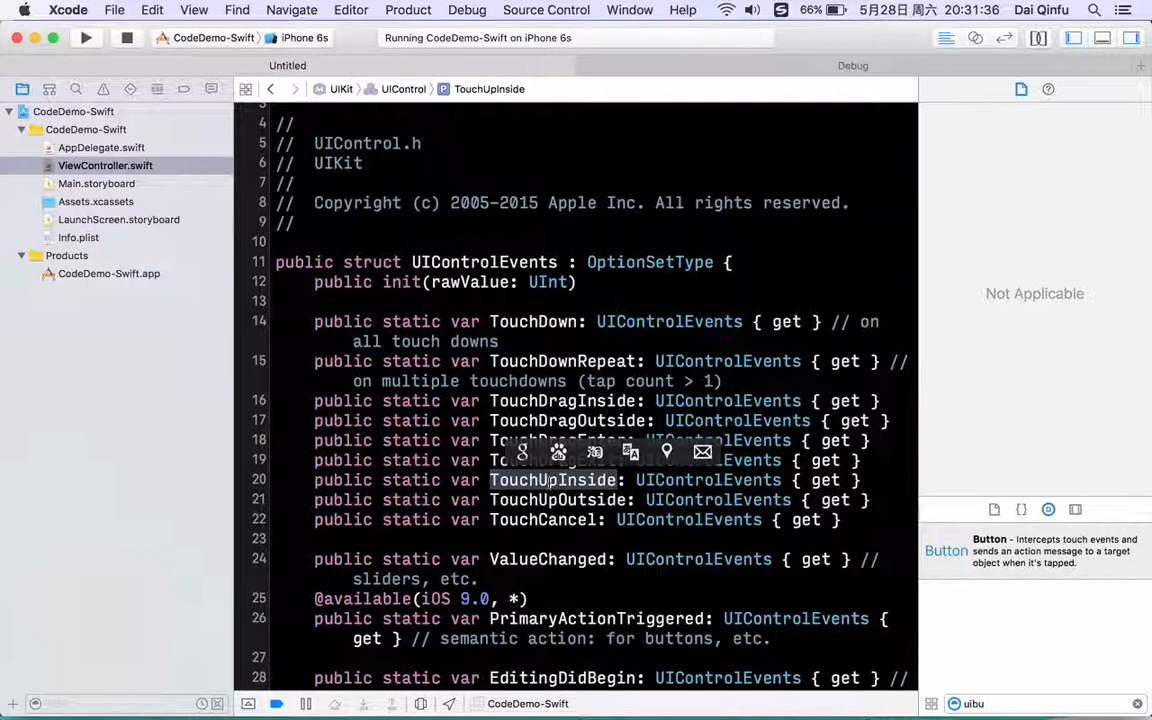 Xcode File Edit View Find Navigate Editor Product Debug Source Control Window Help 66% 5月28日 周六 20:31:36 Dai Qinfu
CodeDemo-Swift iPhone 6s Running CodeDemo-Swift on iPhone 6s
Untitled Debug
UIKit UIControl P TouchUpInside
CodeDemo-Swift
CodeDemo-Swift
AppDelegate.swift
ViewController.swift
Main.storyboard
Assets.xcassets
LaunchScreen.storyboard
Info.plist
Products
CodeDemo-Swift.app
4 //
5 // UIControl.h
6 // UIKit
7 //
8 // Copyright (c) 2005-2015 Apple Inc. All rights reserved.
9 //
10
11 public struct UIControlEvents : OptionSetType {
12 public init(rawValue: UInt)
13
14 public static var TouchDown: UIControlEvents { get } // on
all touch downs
15 public static var TouchDownRepeat: UIControlEvents { get } //
on multiple touchdowns (tap count > 1)
16 public static var TouchDragInside: UIControlEvents { get }
17 public static var TouchDragOutside: UIControlEvents { get }
18 public static var TouchDragEnter: UIControlEvents { get }
19 public static var TouchDragExit: UIControlEvents { get }
20 public static var TouchUpInside: UIControlEvents { get }
21 public static var TouchUpOutside: UIControlEvents { get }
22 public static var TouchCancel: UIControlEvents { get }
23
24 public static var ValueChanged: UIControlEvents { get } //
sliders, etc.
25 @available(iOS 9.0, *)
26 public static var PrimaryActionTriggered: UIControlEvents {
get } // semantic action: for buttons, etc.
27
28 public static var EditingDidBegin: UIControlEvents { get } //
CodeDemo-Swift
Not Applicable
Button
Button - Intercepts touch events and
sends an action message to a target
object when it's tapped.
uibu